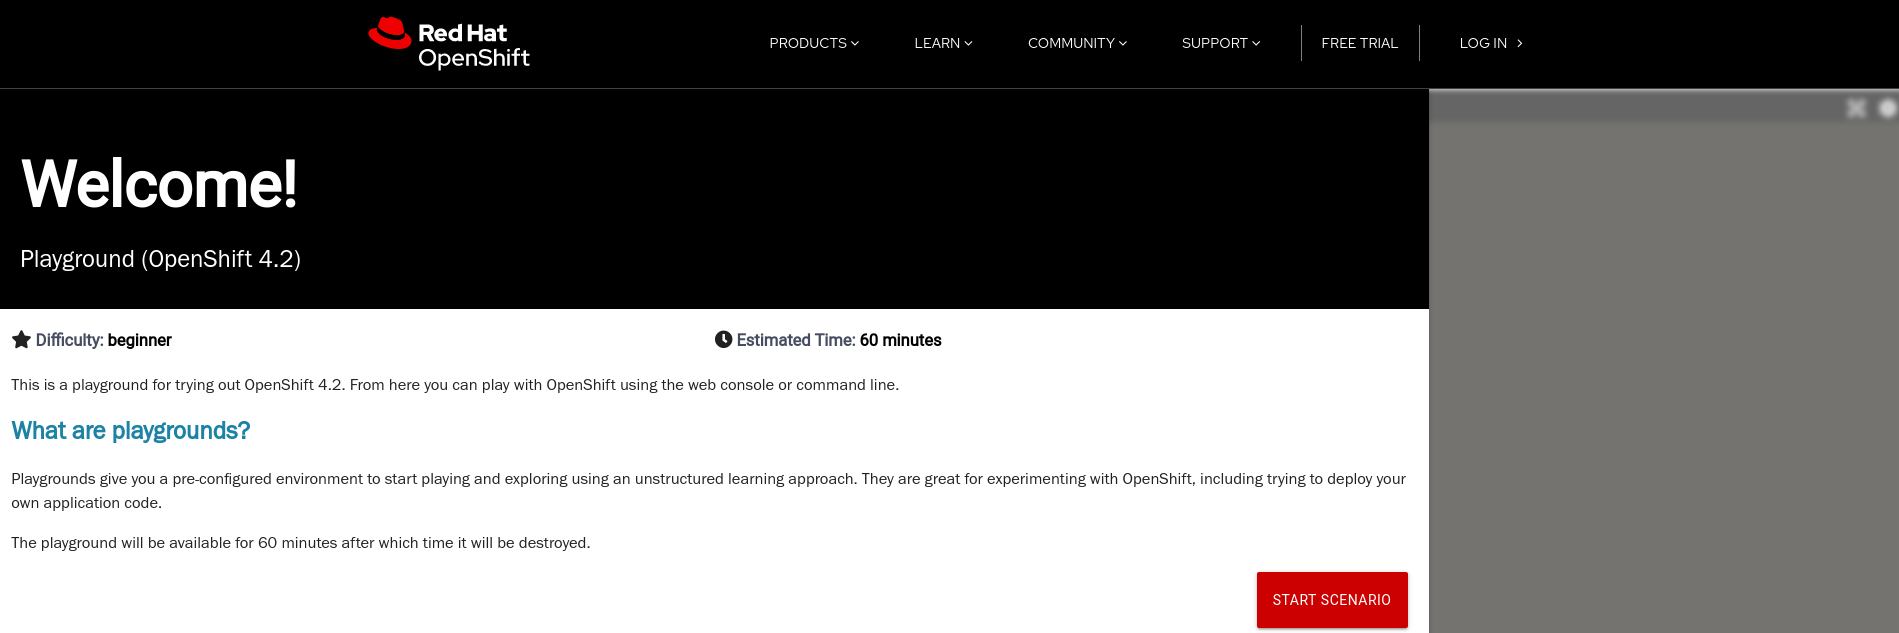 Red Hat
OpenShift
PRODUCTS LEARN COMMUNITY SUPPORT FREE TRIAL LOG IN
Welcome!
Playground (OpenShift 4.2)
Difficulty: beginner
Estimated Time: 60 minutes
This is a playground for trying out OpenShift 4.2. From here you can play with OpenShift using the web console or command line.
What are playgrounds?
Playgrounds give you a pre-configured environment to start playing and exploring using an unstructured learning approach. They are great for experimenting with OpenShift, including trying to deploy your
own application code.
The playground will be available for 60 minutes after which time it will be destroyed.
START SCENARIO